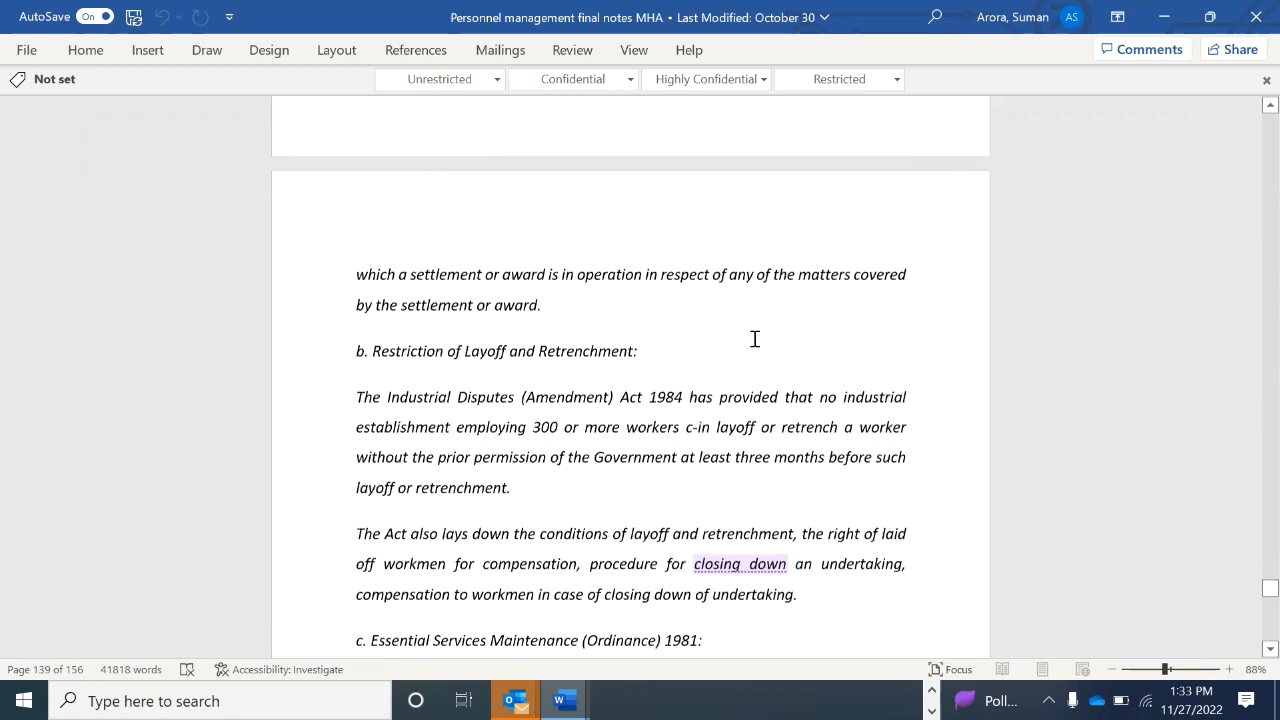 AutoSave On
Personnel management final notes MHA • Last Modified: October 30
Arora, Suman AS
File Home Insert Draw Design Layout References Mailings Review View Help
Comments Share
Not set
Unrestricted Confidential Highly Confidential Restricted
which a settlement or award is in operation in respect of any of the matters covered
by the settlement or award.
b. Restriction of Layoff and Retrenchment:
The Industrial Disputes (Amendment) Act 1984 has provided that no industrial
establishment employing 300 or more workers c-in layoff or retrench a worker
without the prior permission of the Government at least three months before such
layoff or retrenchment.
The Act also lays down the conditions of layoff and retrenchment, the right of laid
off workmen for compensation, procedure for closing down an undertaking,
compensation to workmen in case of closing down of undertaking.
c. Essential Services Maintenance (Ordinance) 1981:
Page 139 of 156 41818 words Accessibility: Investigate Focus 88%
Type here to search
Poll...
1:33 PM
11/27/2022